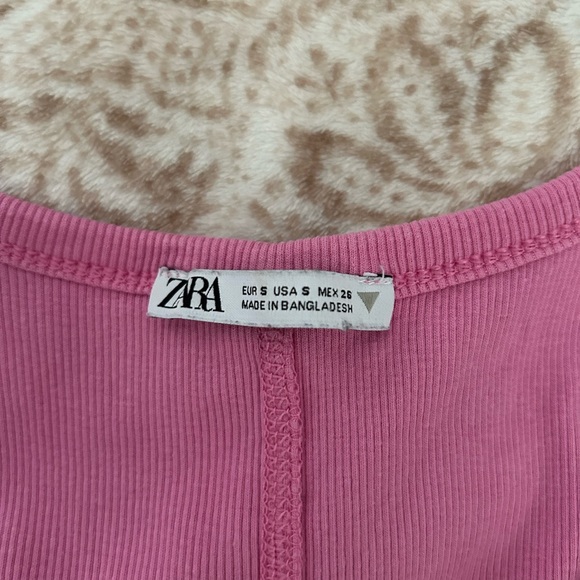 ZARA
EUR S USA S MEX 26
MADE IN BANGLADESH